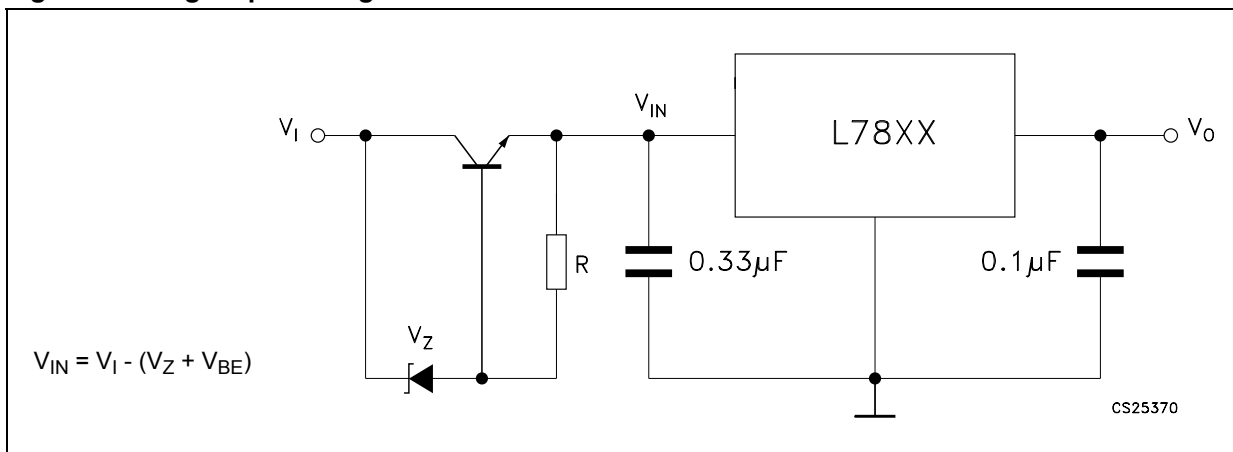 V_IN
V_I
L78XX
V_O
R
0.33µF
0.1µF
V_Z
V_IN = V_I - (V_Z + V_BE)
CS25370